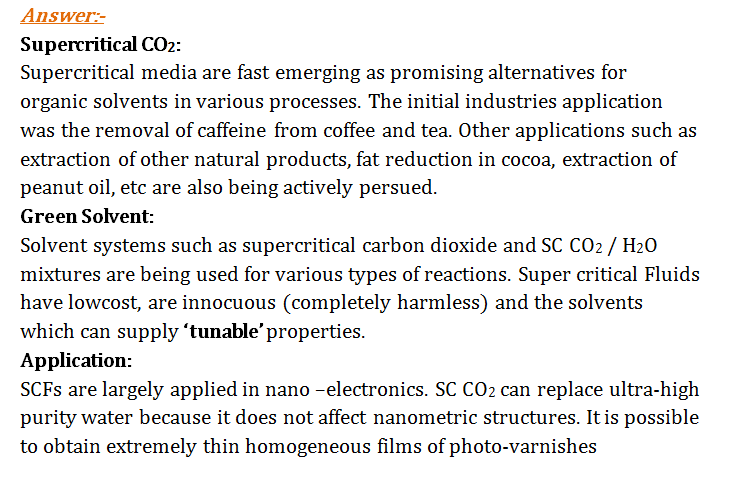 Answer:-
Supercritical CO2:
Supercritical media are fast emerging as promising alternatives for
organic solvents in various processes. The initial industries application
was the removal of caffeine from coffee and tea. Other applications such as
extraction of other natural products, fat reduction in cocoa, extraction of
peanut oil, etc are also being actively persued.
Green Solvent:
Solvent systems such as supercritical carbon dioxide and SC CO2 / H2O
mixtures are being used for various types of reactions. Super critical Fluids
have lowcost, are innocuous (completely harmless) and the solvents
which can supply ‘tunable’ properties.
Application:
SCFs are largely applied in nano –electronics. SC CO2 can replace ultra-high
purity water because it does not affect nanometric structures. It is possible
to obtain extremely thin homogeneous films of photo-varnishes